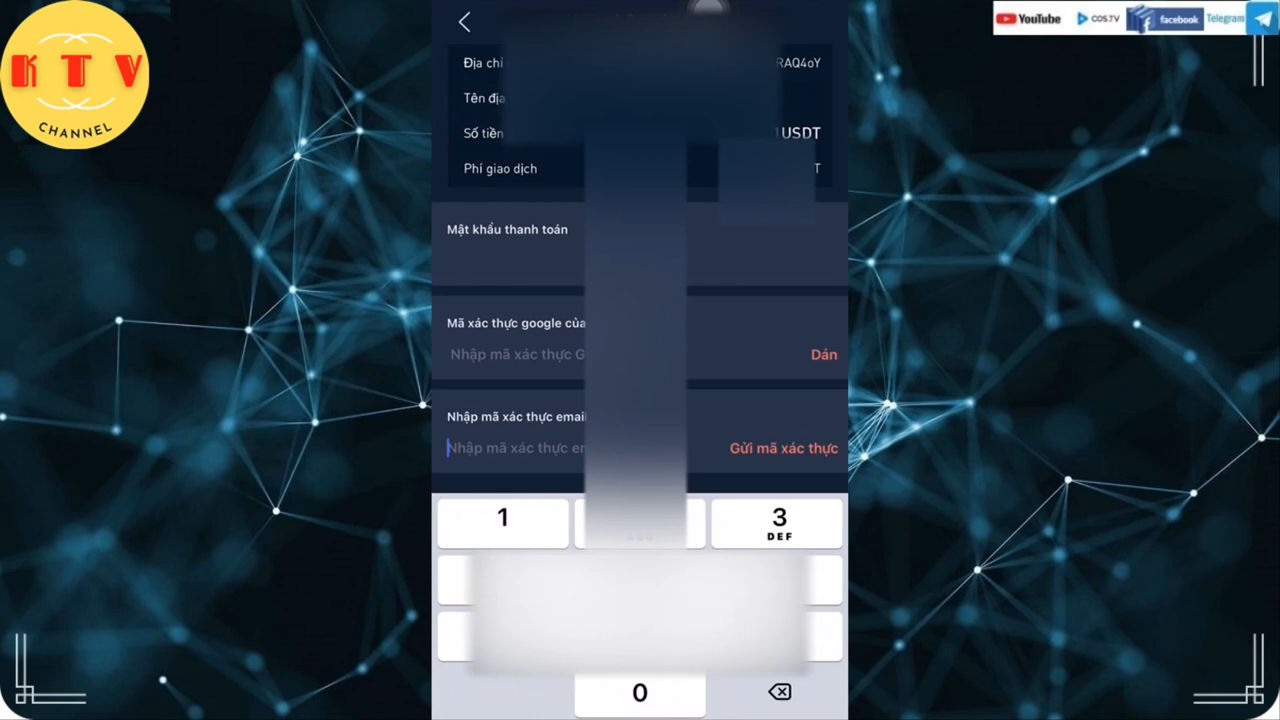 K T V
CHANNEL
YouTube
COS.TV
facebook
Telegram
Địa chỉ
RAQ4oY
Tên địa
Số tiền
USDT
Phí giao dịch
T
Mật khẩu thanh toán
Mã xác thực google của
Nhập mã xác thực G
Dán
Nhập mã xác thực email
Nhập mã xác thực
Gửi mã xác thực
1
3
DEF
0